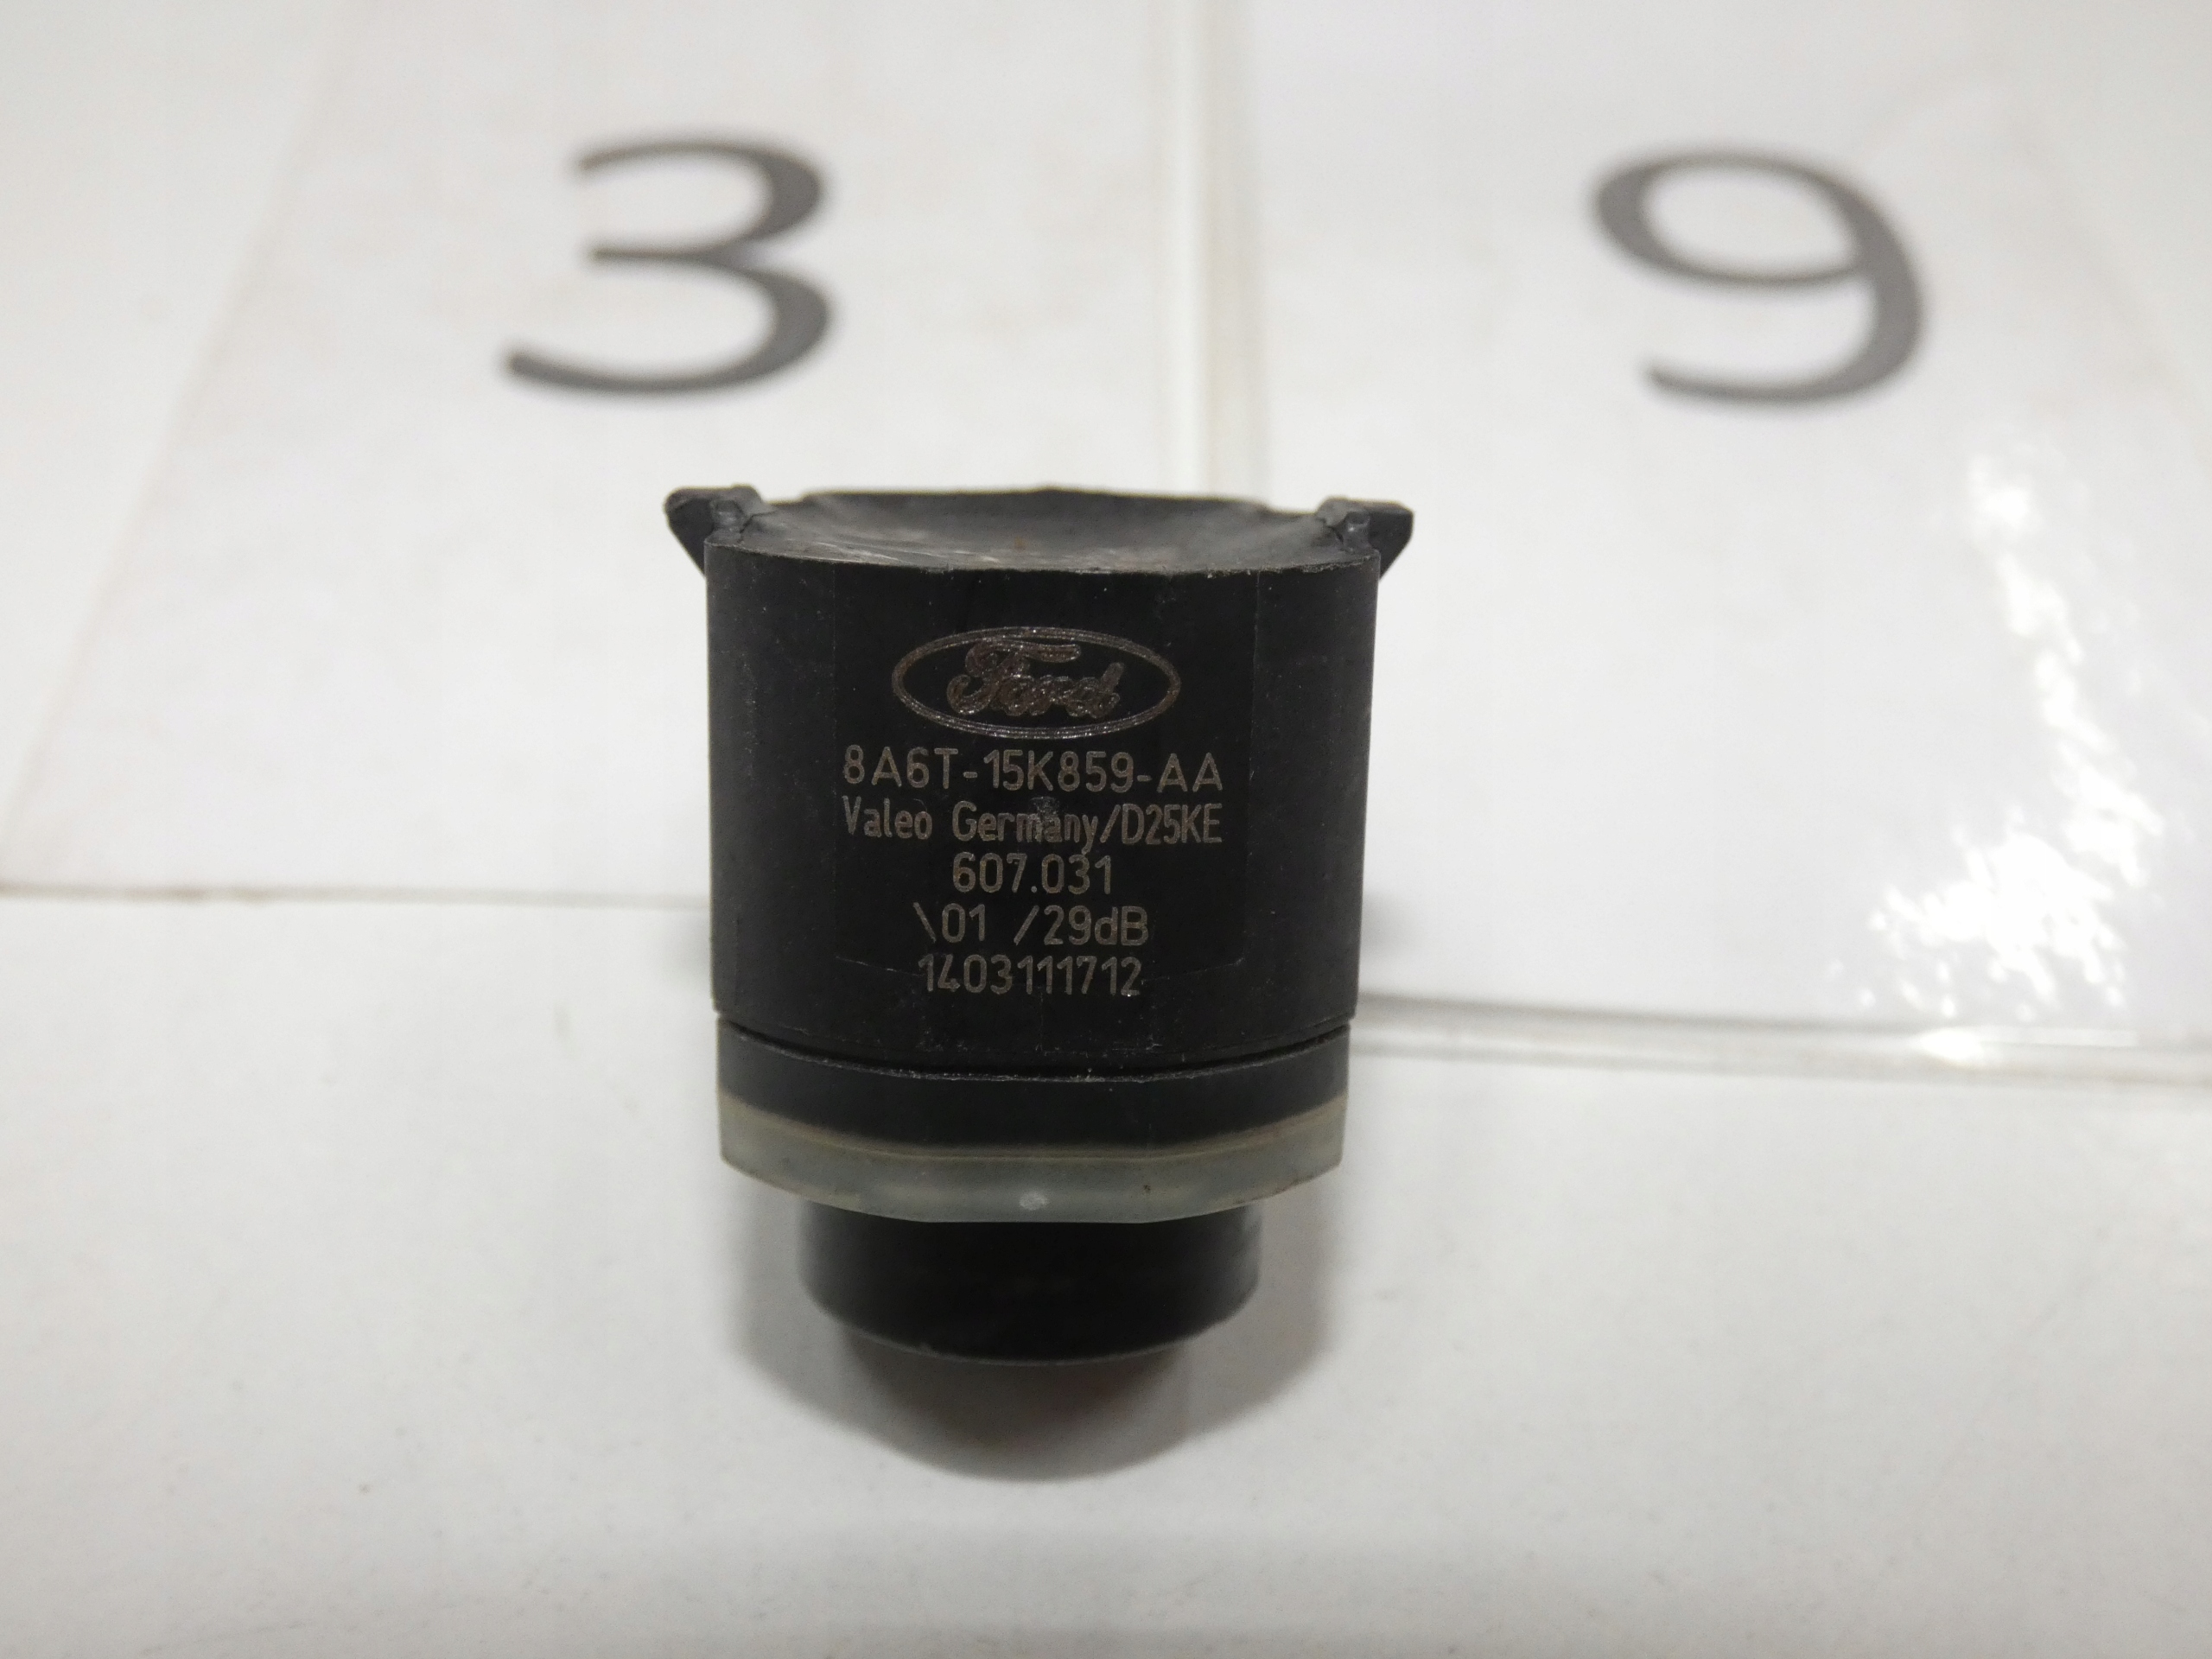 3 9
Ford
8A6T-15K859-AA
Valeo Germany/D25KE
607.031
\01 /29dB
1403111712